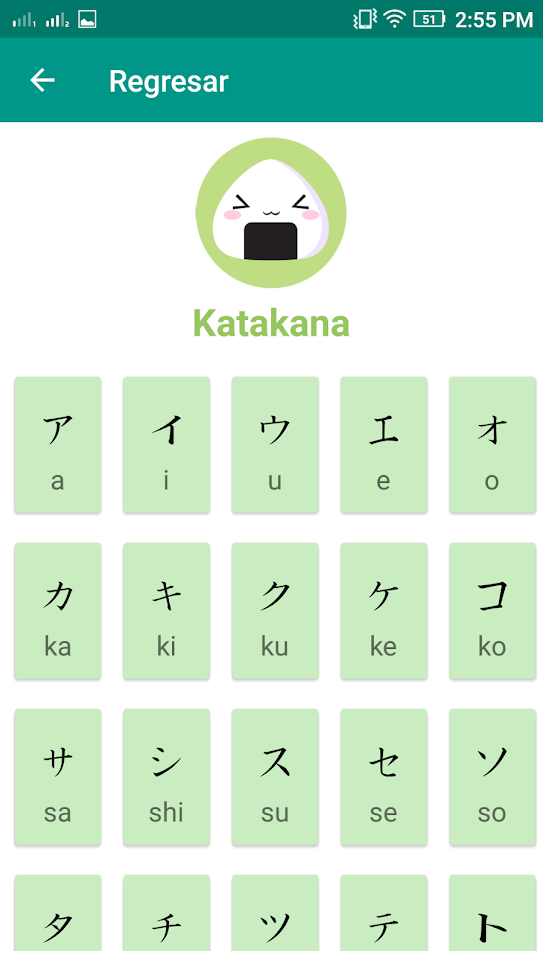 51 2:55 PM
Regresar
Katakana
ア イ ウ エ オ
a i u e o
カ キ ク ケ コ
ka ki ku ke ko
サ シ ス セ ソ
sa shi su se so
タ チ ツ テ ト